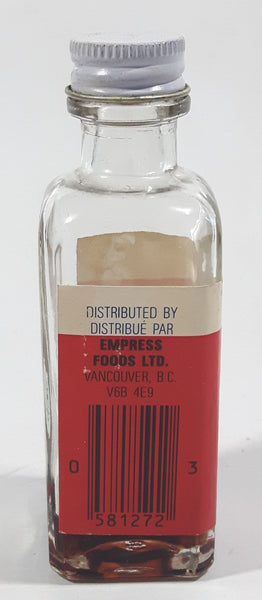 DISTRIBUTED BY
DISTRIBUÉ PAR
EMPRESS
FOODS LTD.
VANCOUVER, B.C.
V6B 4E9
0 581272 3